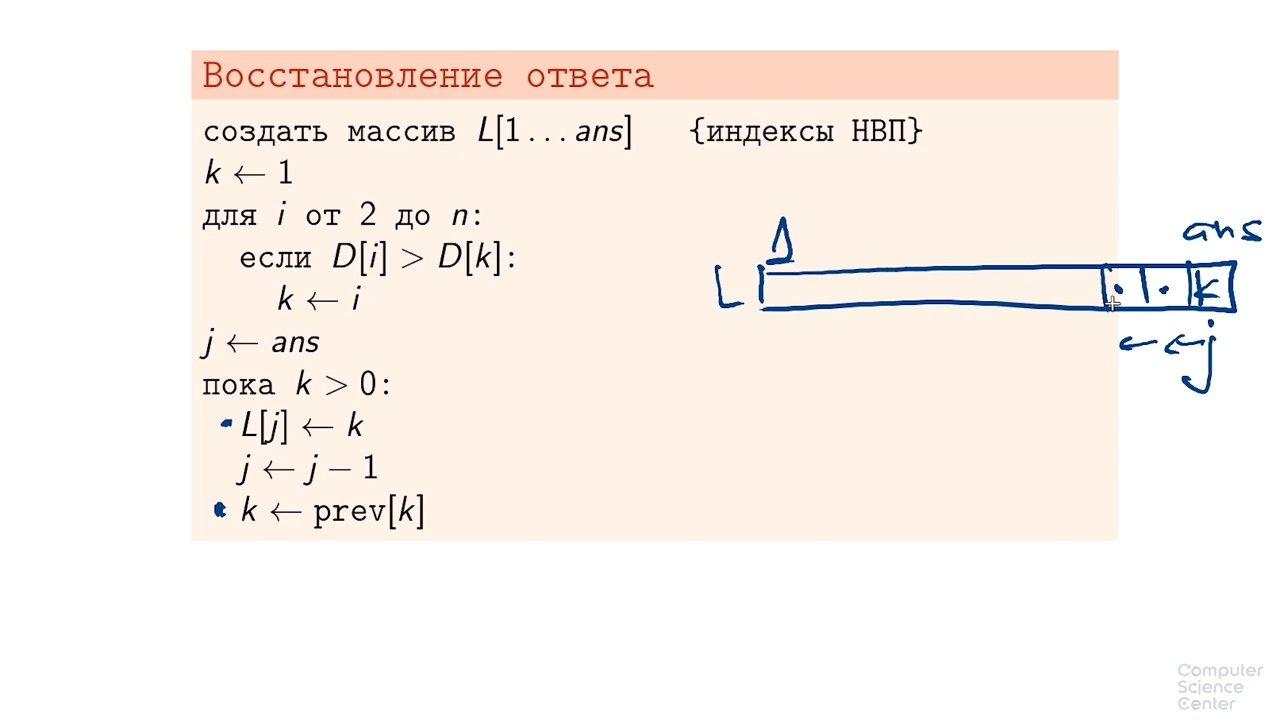 Восстановление ответа
создать массив L[1...ans] {индексы НВП}
k ← 1
для i от 2 до n:
если D[i] > D[k]:
k ← i
j ← ans
пока k > 0:
L[j] ← k
j ← j − 1
k ← prev[k]
1 ans
L k
j
Computer
Science
Center